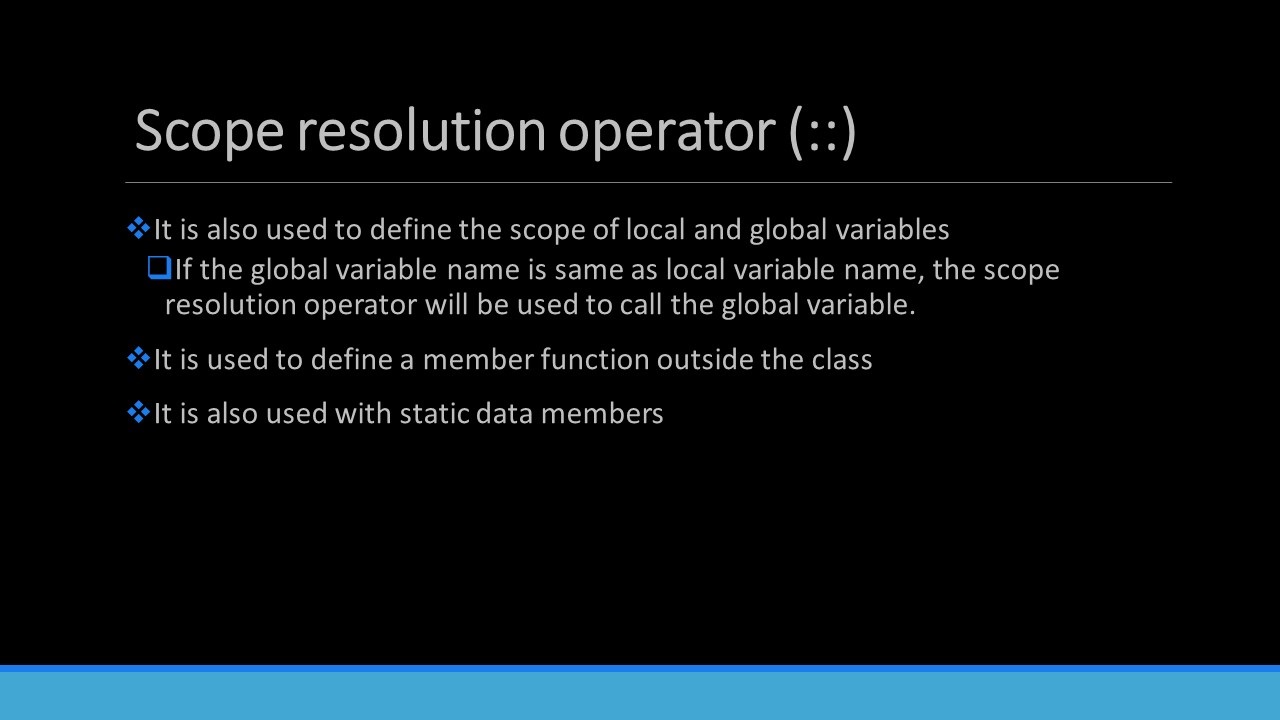 Scope resolution operator (::)
It is also used to define the scope of local and global variables
If the global variable name is same as local variable name, the scope
resolution operator will be used to call the global variable.
It is used to define a member function outside the class
It is also used with static data members